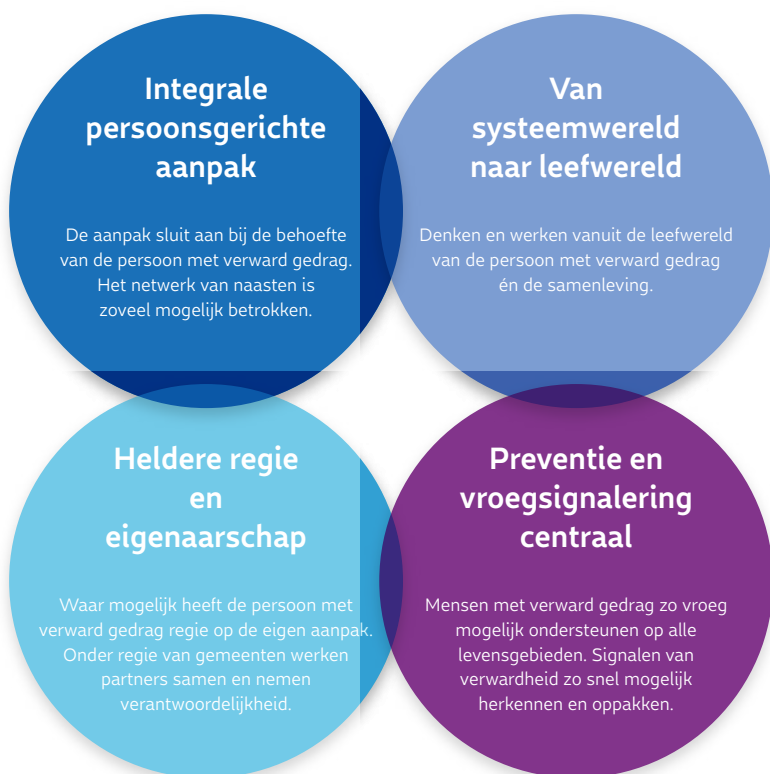 Integrale
persoonsgerichte
aanpak
De aanpak sluit aan bij de behoefte
van de persoon met verward gedrag.
Het netwerk van naasten is
zoveel mogelijk betrokken.
Van
systeemwereld
naar leefwereld
Denken en werken vanuit de leefwereld
van de persoon met verward gedrag
én de samenleving.
Heldere regie
en
eigenaarschap
Waar mogelijk heeft de persoon met
verward gedrag regie op de eigen aanpak.
Onder regie van gemeenten werken
partners samen en nemen
verantwoordelijkheid.
Preventie en
vroegsignalering
centraal
Mensen met verward gedrag zo vroeg
mogelijk ondersteunen op alle
levensgebieden. Signalen van
verwardheid zo snel mogelijk
herkennen en oppakken.